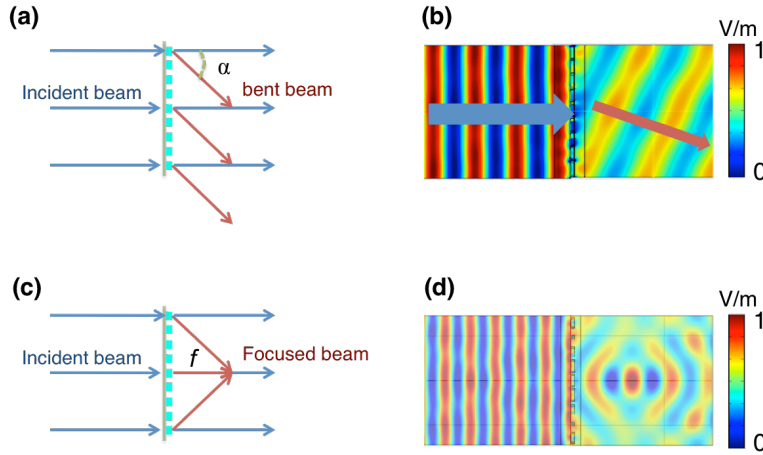 (a)
α
Incident beam
bent beam
(b)
V/m
1
0
(c)
Incident beam
f
Focused beam
(d)
V/m
1
0